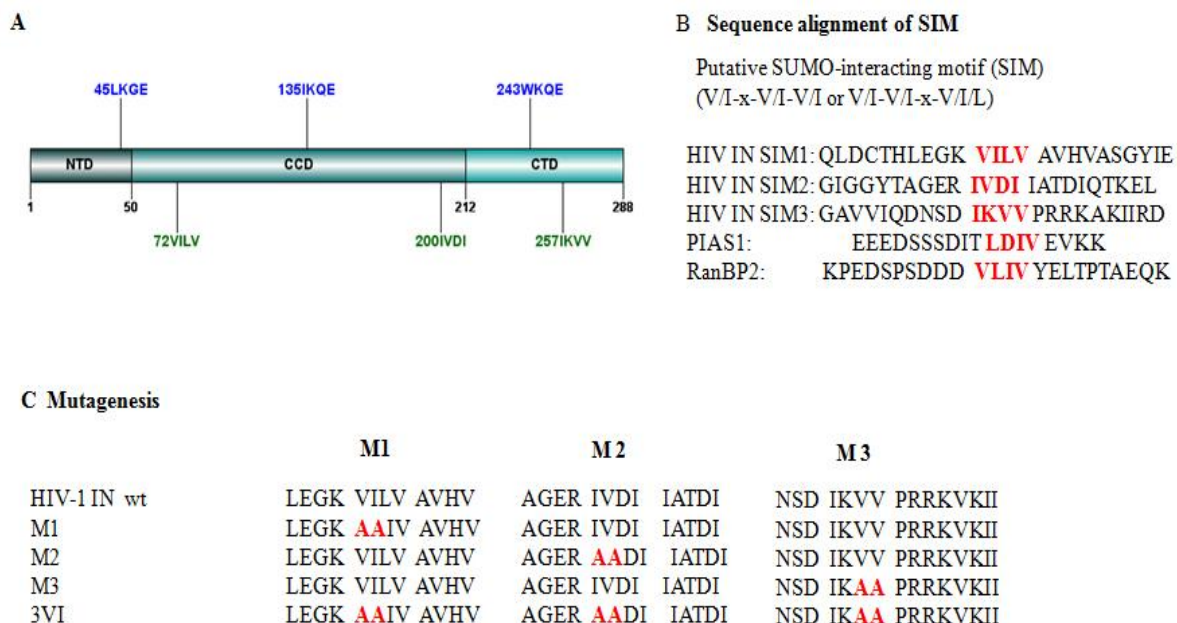 A
45LKGE 135IKQE 243WKQE
NTD CCD CTD
1 50 212 288
72VILV 200IVDI 257IKVV
B Sequence alignment of SIM
Putative SUMO-interacting motif (SIM)
(V/I-x-V/I-V/I or V/I-V/I-x-V/I/L)
HIV IN SIM1: QLDCTHLEGK VILV AVHVASGYIE
HIV IN SIM2: GIGGYTAGER IVDI IATDIQTKEL
HIV IN SIM3: GAVVIQDNSD IKVV PRRKAKIIRD
PIAS1: EEEDSSSDIT LDIV EVKK
RanBP2: KPEDSPSDDD VLIV YELTPTAEQK
C Mutagenesis
M1 M2 M3
HIV-1 IN wt LEGK VILV AVHV AGER IVDI IATDI NSD IKVV PRRKVKII
M1 LEGK AAIV AVHV AGER IVDI IATDI NSD IKVV PRRKVKII
M2 LEGK VILV AVHV AGER AADI IATDI NSD IKVV PRRKVKII
M3 LEGK VILV AVHV AGER IVDI IATDI NSD IKAA PRRKVKII
3VI LEGK AAIV AVHV AGER AADI IATDI NSD IKAA PRRKVKII